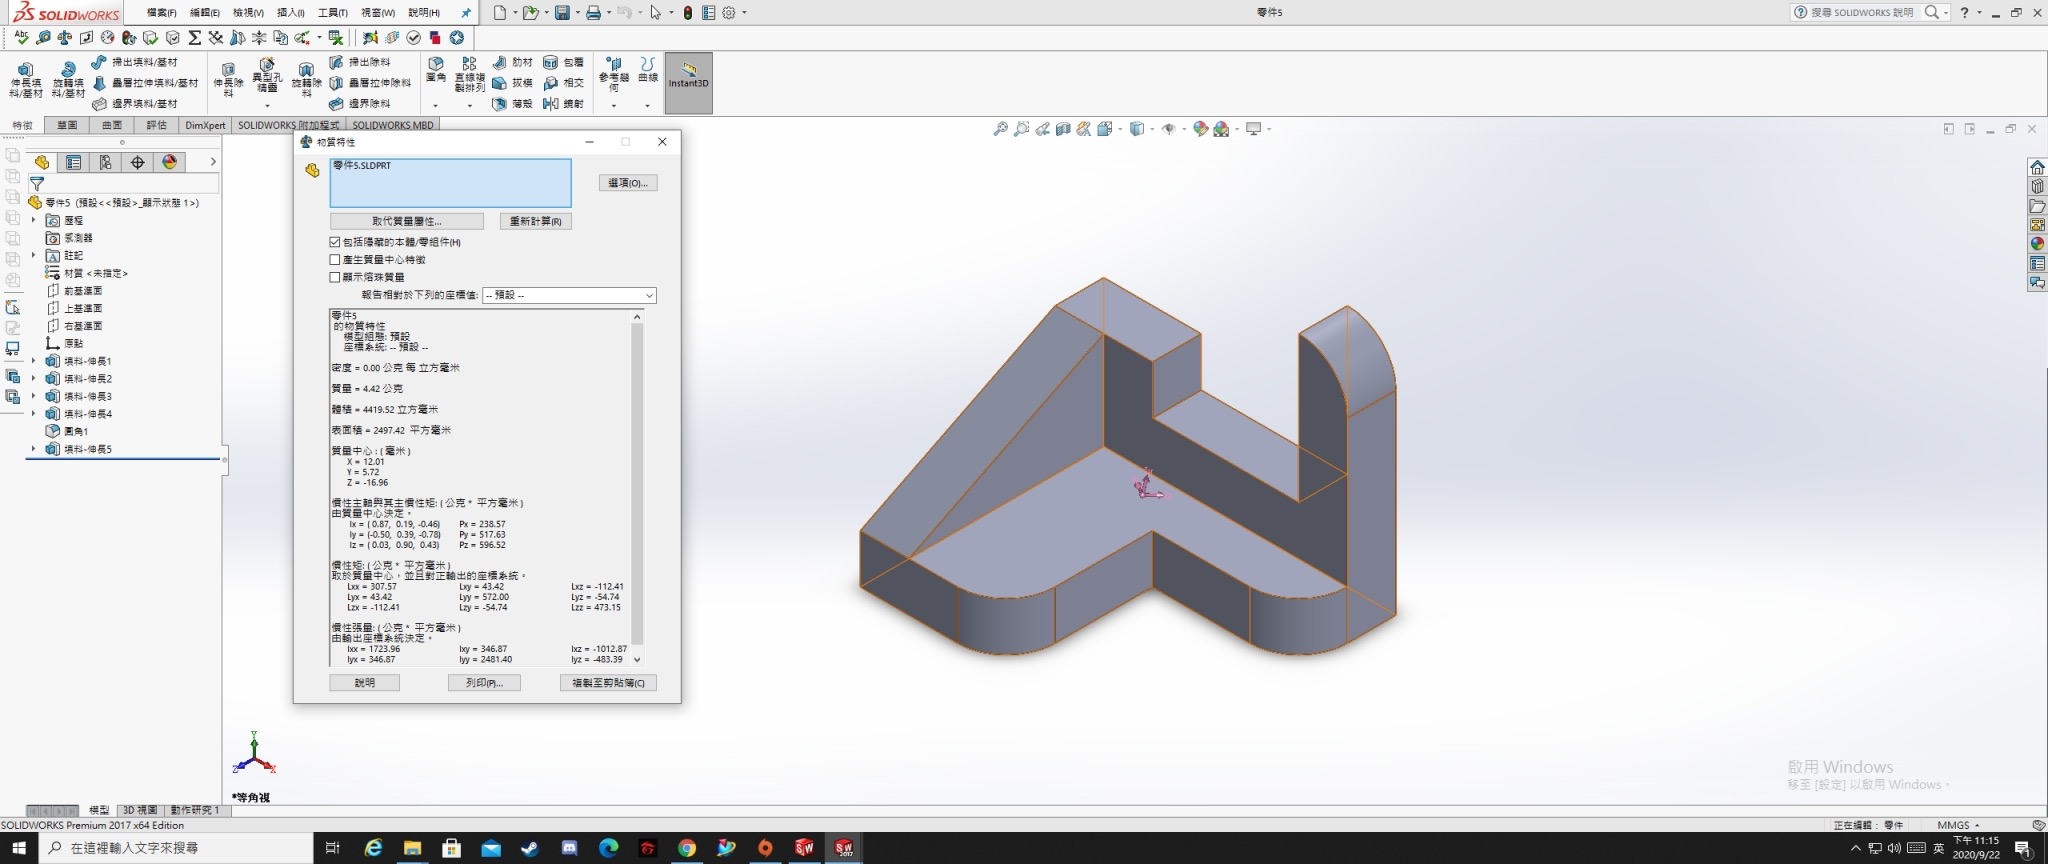 SOLIDWORKS
檔案(F) 編輯(E) 檢視(V) 插入(I) 工具(T) 視窗(W) 說明(H)
零件5
搜尋 SOLIDWORKS 說明
伸長填料/基材
旋轉填料/基材
掃出填料/基材
疊層拉伸填料/基材
邊界填料/基材
伸長除料
異型孔精靈
旋轉除料
掃出除料
疊層拉伸除料
邊界除料
圓角
直線複製排列
肋材
拔模
薄殼
包覆
相交
鏡射
參考幾何
曲線
Instant3D
特徵 草圖 曲面 評估 DimXpert SOLIDWORKS 附加程式 SOLIDWORKS MBD
零件5 (預設<<預設>_顯示狀態 1>)
歷程
感測器
註記
材質 <未指定>
前基準面
上基準面
右基準面
原點
填料-伸長1
填料-伸長2
填料-伸長3
填料-伸長4
圓角1
填料-伸長5
物質特性
零件5.SLDPRT
選項(O)...
取代質量屬性...
重新計算(R)
包括隱藏的本體/零組件(H)
產生質量中心特徵
顯示熔珠質量
報告相對於下列的座標值: -- 預設 --
零件5
的物質特性
模型組態: 預設
座標系統: -- 預設 --
密度 = 0.00 公克 每 立方毫米
質量 = 4.42 公克
體積 = 4419.52 立方毫米
表面積 = 2497.42 平方毫米
質量中心 : ( 毫米 )
X = 12.01
Y = 5.72
Z = -16.96
慣性主軸與其主慣性矩: ( 公克 * 平方毫米 )
由質量中心決定。
Ix = ( 0.87, 0.19, -0.46) Px = 238.57
Iy = (-0.50, 0.39, -0.78) Py = 517.63
Iz = ( 0.03, 0.90, 0.43) Pz = 596.52
慣性矩: ( 公克 * 平方毫米 )
取於質量中心，並且對正輸出的座標系統。
Lxx = 307.57 Lxy = 43.42 Lxz = -112.41
Lyx = 43.42 Lyy = 572.00 Lyz = -54.74
Lzx = -112.41 Lzy = -54.74 Lzz = 473.15
慣性張量: ( 公克 * 平方毫米 )
由輸出座標系統決定。
Ixx = 1723.96 Ixy = 346.87 Ixz = -1012.87
Iyx = 346.87 Iyy = 2481.40 Iyz = -483.39
說明 列印(P)... 複製至剪貼簿(C)
Y
Z X
*等角視
啟用 Windows
移至 [設定] 以啟用 Windows。
模型 3D 視圖 動作研究 1
SOLIDWORKS Premium 2017 x64 Edition
正在編輯： 零件 MMGS
在這裡輸入文字來搜尋
英
下午 11:15
2020/9/22